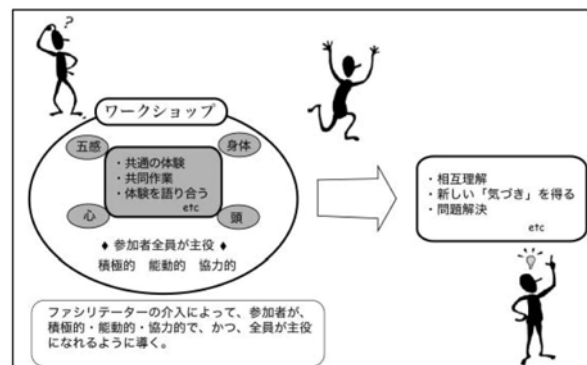 ?
ワークショップ
五感
身体
・共通の体験
・共同作業
・体験を語り合う
etc
心
頭
♦ 参加者全員が主役 ♦
積極的 能動的 協力的
ファシリテーターの介入によって、参加者が、
積極的・能動的・協力的で、かつ、全員が主役
になれるように導く。
・相互理解
・新しい「気づき」を得る
・問題解決
etc